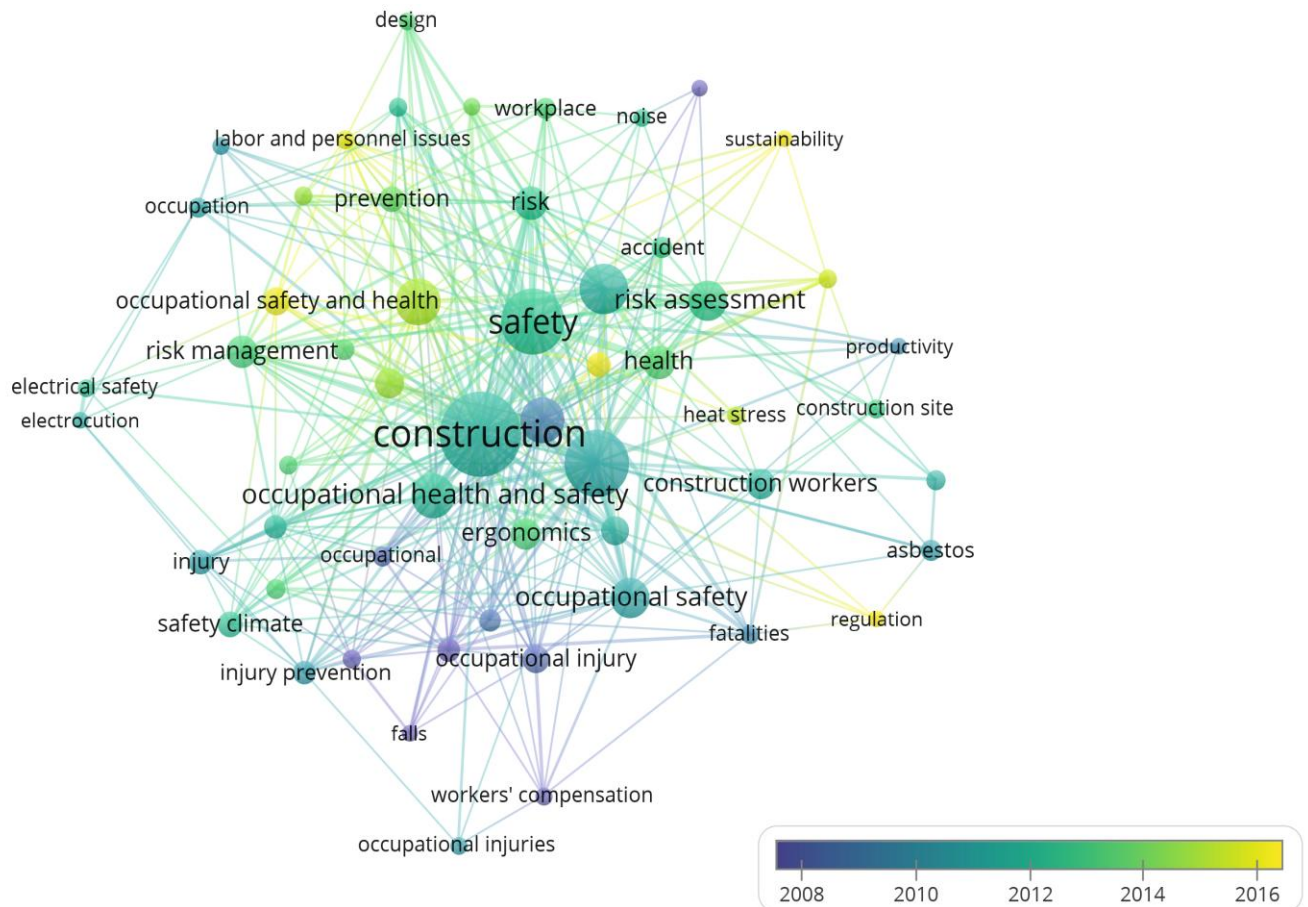 design
workplace
noise
labor and personnel issues
sustainability
occupation
prevention
risk
accident
occupational safety and health
risk assessment
safety
risk management
health
productivity
electrical safety
heat stress
construction site
electrocution
construction
construction workers
occupational health and safety
ergonomics
asbestos
injury
occupational
occupational safety
regulation
safety climate
fatalities
injury prevention
occupational injury
falls
workers' compensation
occupational injuries
2008 2010 2012 2014 2016